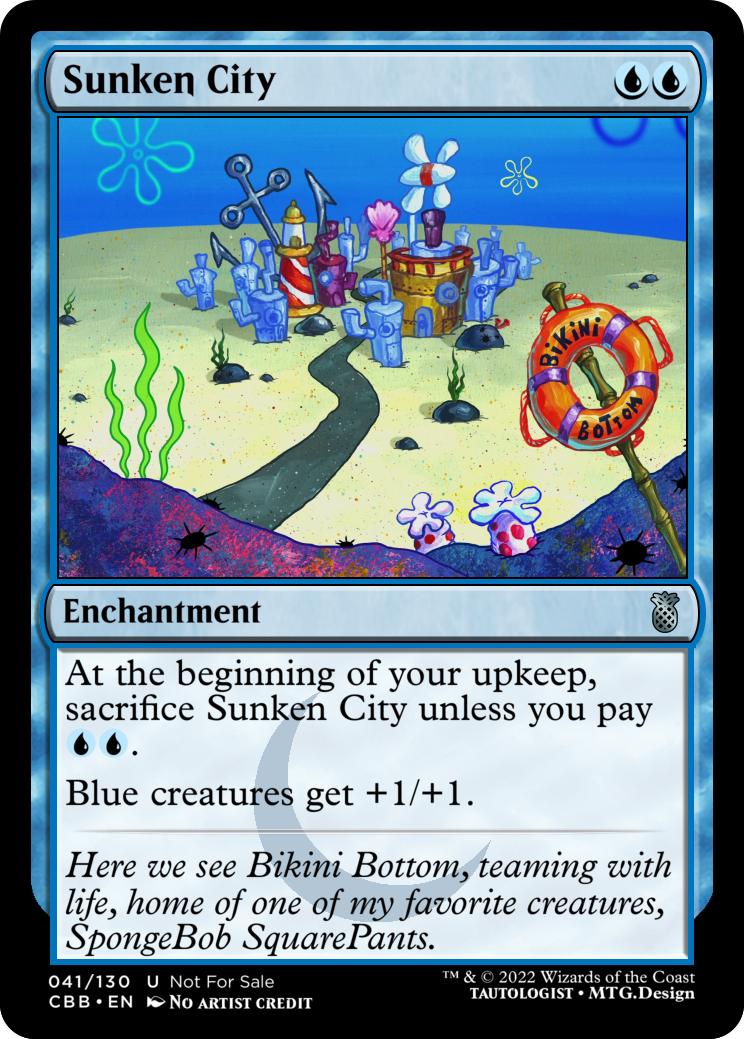 Sunken City
BIKINI
BOTTOM
Enchantment
At the beginning of your upkeep,
sacrifice Sunken City unless you pay
.
Blue creatures get +1/+1.
Here we see Bikini Bottom, teaming with
life, home of one of my favorite creatures,
SpongeBob SquarePants.
041/130 U Not For Sale
CBB • EN No artist credit
™ & © 2022 Wizards of the Coast
TAUTOLOGIST • MTG.Design